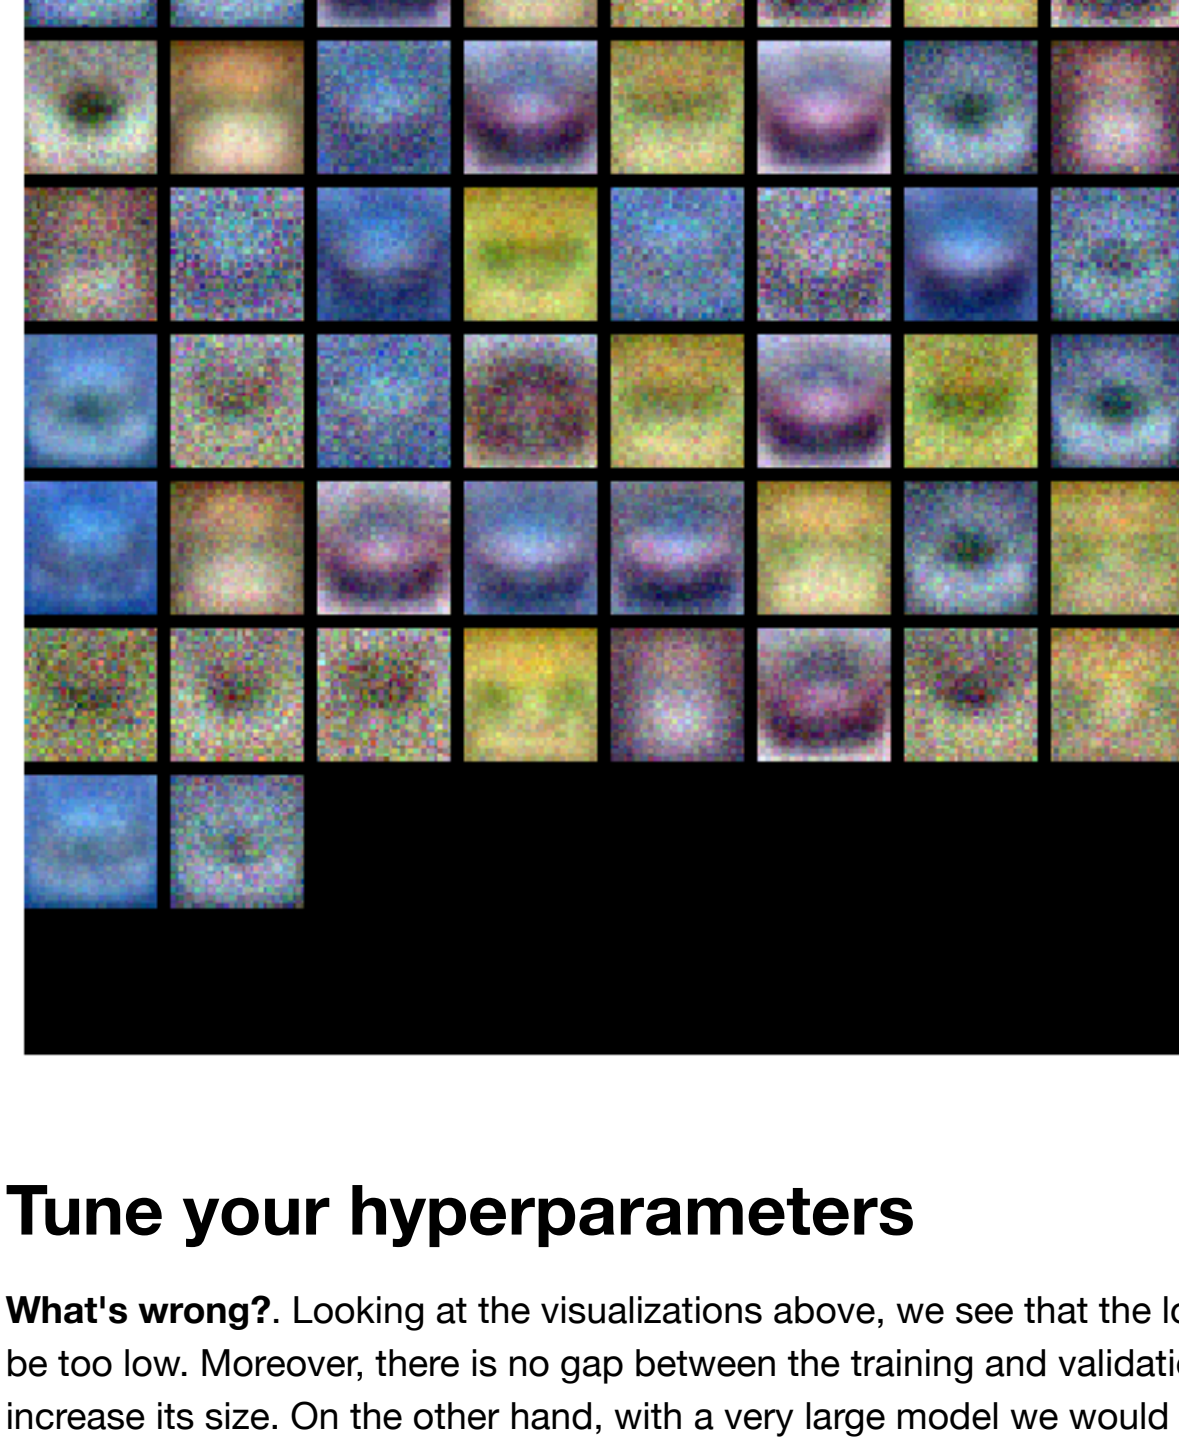 Tune your hyperparameters
What's wrong?. Looking at the visualizations above, we see that the
be too low. Moreover, there is no gap between the training and
increase its size. On the other hand, with a very large model we would